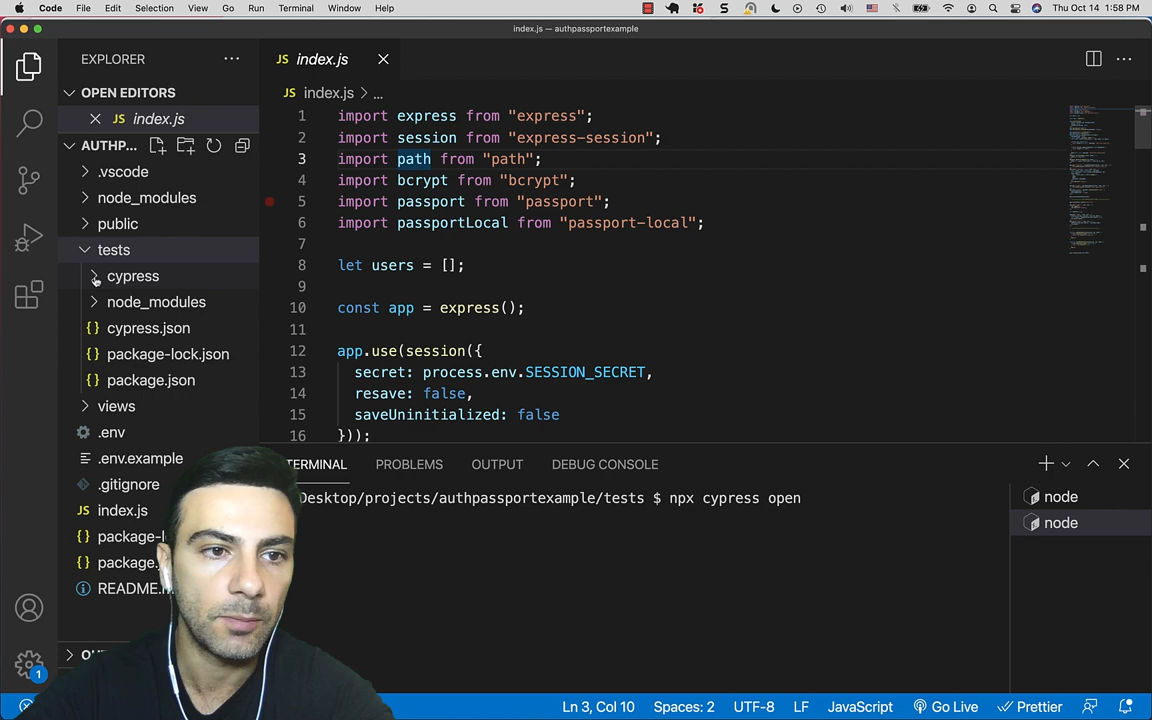 Code File Edit Selection View Go Run Terminal Window Help Thu Oct 14 1:58 PM
index.js — authpassportexample
EXPLORER
OPEN EDITORS
JS index.js
AUTHP...
.vscode
node_modules
public
tests
cypress
node_modules
{} cypress.json
{} package-lock.json
{} package.json
views
.env
.env.example
.gitignore
JS index.js
{} package-l
{} package.
README.m
OU
1
JS index.js
JS index.js > ...
1 import express from "express";
2 import session from "express-session";
3 import path from "path";
4 import bcrypt from "bcrypt";
5 import passport from "passport";
6 import passportLocal from "passport-local";
7
8 let users = [];
9
10 const app = express();
11
12 app.use(session({
13 secret: process.env.SESSION_SECRET,
14 resave: false,
15 saveUninitialized: false
16 }));
TERMINAL PROBLEMS OUTPUT DEBUG CONSOLE
Desktop/projects/authpassportexample/tests $ npx cypress open
node
node
Ln 3, Col 10 Spaces: 2 UTF-8 LF JavaScript Go Live Prettier